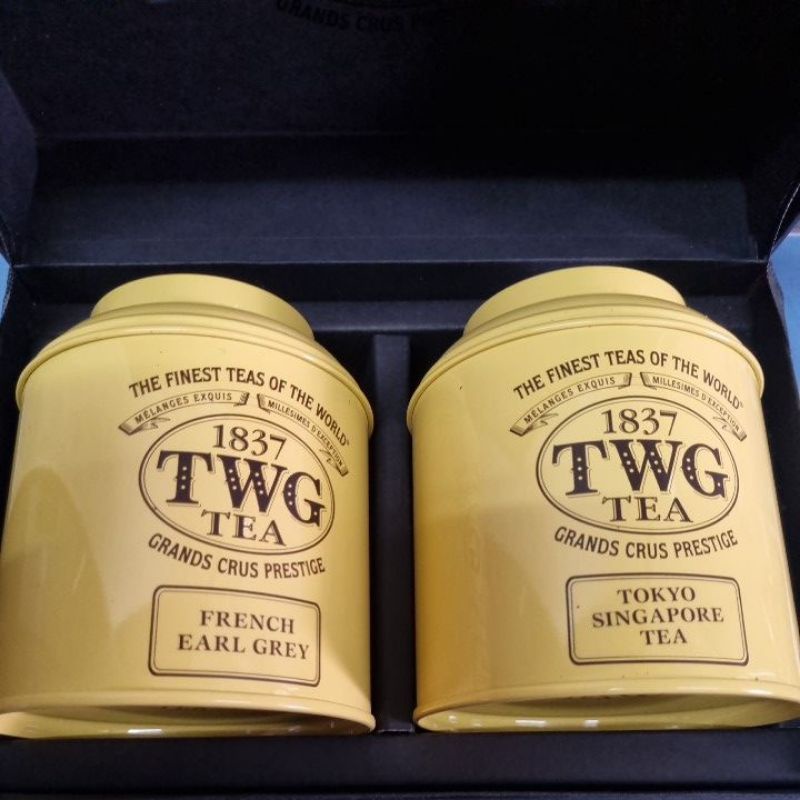 GRANDS CRUS
THE FINEST TEAS OF THE WORLD™
MÉLANGES EXQUIS
MILLÉSIMES D'EXCEPTION
1837
TWG
TEA
GRANDS CRUS PRESTIGE
FRENCH
EARL GREY
THE FINEST TEAS OF THE WORLD™
MÉLANGES EXQUIS
MILLÉSIMES D'EXCEPTION
1837
TWG
TEA
GRANDS CRUS PRESTIGE
TOKYO
SINGAPORE
TEA